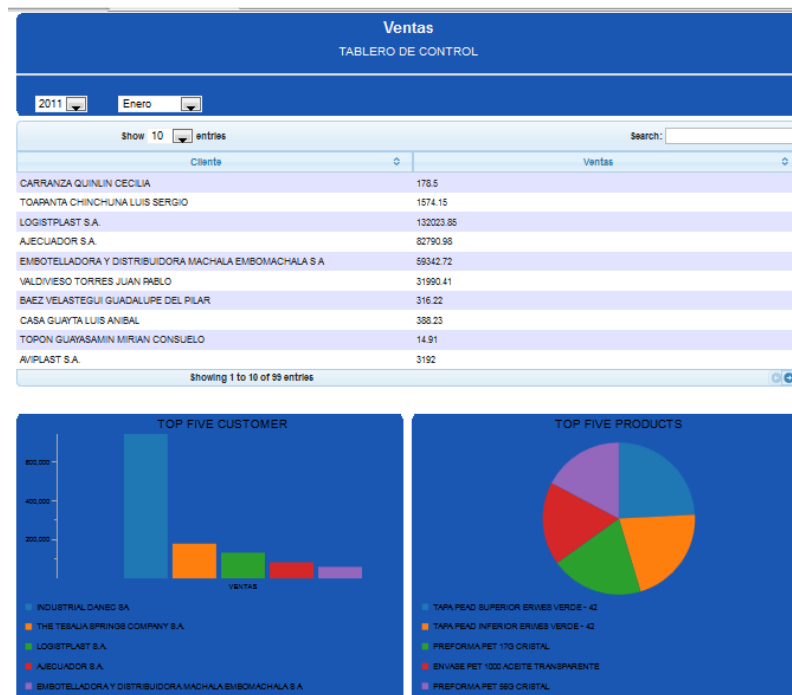 Ventas
TABLERO DE CONTROL
2011 Enero
Show 10 entries Search:
Cliente Ventas
CARRANZA QUINLIN CECILIA 178.5
TOAPANTA CHINCHUNA LUIS SERGIO 1574.15
LOGISTPLAST S.A. 132023.85
AJECUADOR S.A. 82790.98
EMBOTELLADORA Y DISTRIBUIDORA MACHALA EMBOMACHALA S A 59342.72
VALDIVIESO TORRES JUAN PABLO 31990.41
BAEZ VELASTEGUI GUADALUPE DEL PILAR 316.22
CASA GUAYTA LUIS ANIBAL 388.23
TOPON GUAYASAMIN MIRIAN CONSUELO 14.91
AVIPLAST S.A. 3192
Showing 1 to 10 of 99 entries
TOP FIVE CUSTOMER
600,000
400,000
200,000
VENTAS
INDUSTRIAL DANEC SA
THE TESALIA SPRINGS COMPANY S.A.
LOGISTPLAST S.A.
AJECUADOR S.A.
EMBOTELLADORA Y DISTRIBUIDORA MACHALA EMBOMACHALA S A
TOP FIVE PRODUCTS
TAPA PEAD SUPERIOR ERWES VERDE - 42
TAPA PEAD INFERIOR ERWES VERDE - 42
PREFORMA PET 17G CRISTAL
ENVASE PET 1000 ACEITE TRANSPARENTE
PREFORMA PET 56G CRISTAL